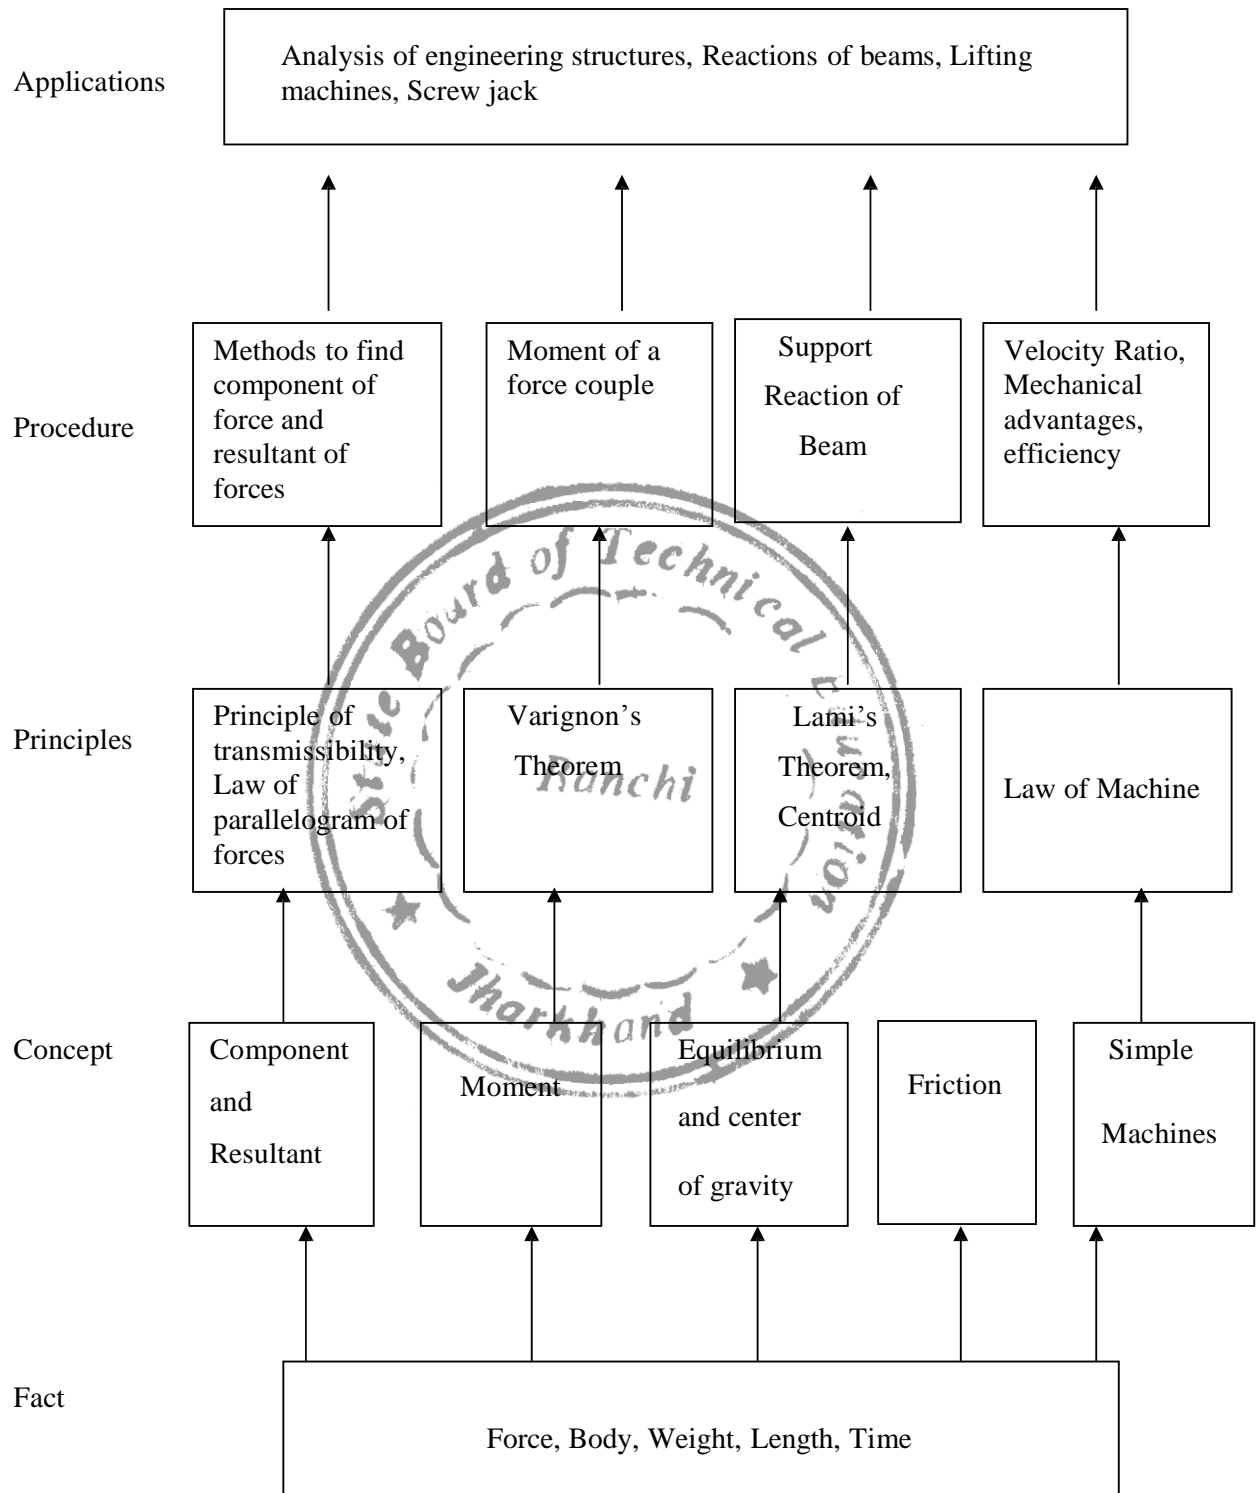 Applications
Analysis of engineering structures, Reactions of beams, Lifting
machines, Screw jack
Procedure
Methods to find
component of
force and
resultant of
forces
Moment of a
force couple
Support
Reaction of
Beam
Velocity Ratio,
Mechanical
advantages,
efficiency
Principles
Principle of
transmissibility,
Law of
parallelogram of
forces
Varignon’s
Theorem
Lami’s
Theorem,
Centroid
Law of Machine
Concept
Component
and
Resultant
Moment
Equilibrium
and center
of gravity
Friction
Simple
Machines
Fact
Force, Body, Weight, Length, Time
State Board of Technical Education
Ranchi
Jharkhand